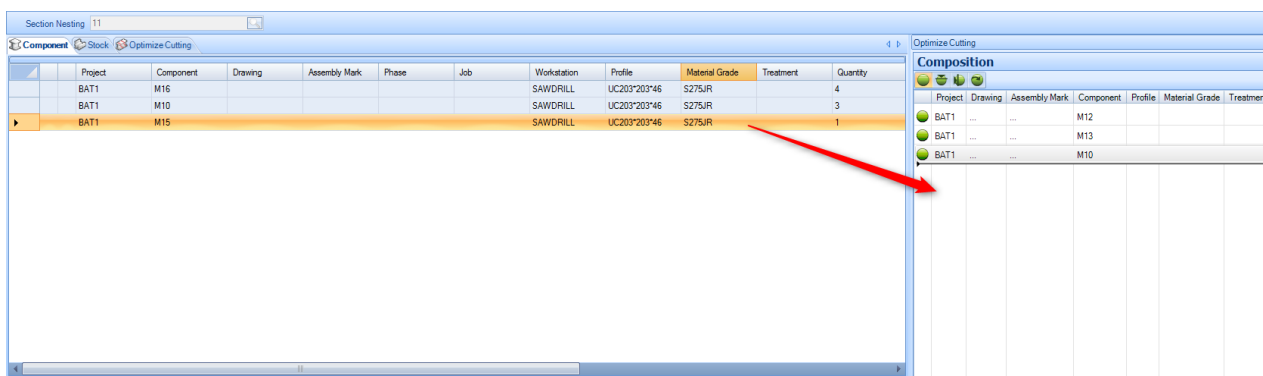 Section Nesting 11
Component Stock Optimize Cutting
Project Component Drawing Assembly Mark Phase Job Workstation Profile Material Grade Treatment Quantity
BAT1 M16 SAWDRILL UC203*203*46 S275JR 4
BAT1 M10 SAWDRILL UC203*203*46 S275JR 3
BAT1 M15 SAWDRILL UC203*203*46 S275JR 1
Optimize Cutting
Composition
Project Drawing Assembly Mark Component Profile Material Grade Treatmen
BAT1 ... ... M12
BAT1 ... ... M13
BAT1 ... ... M10